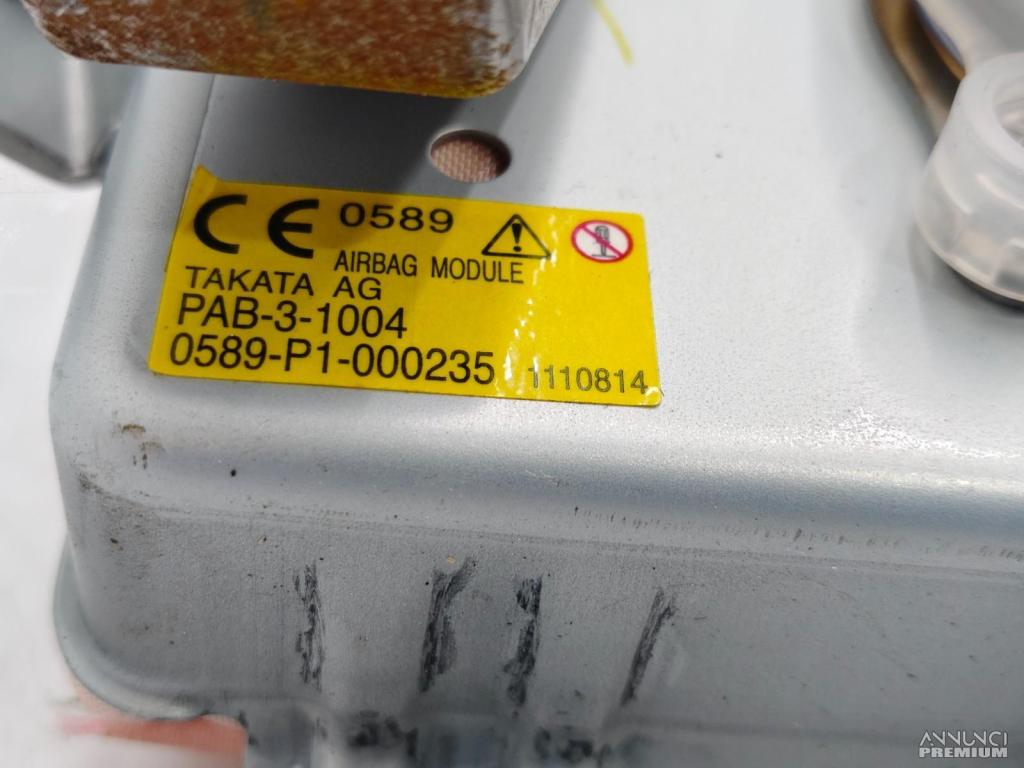 CE 0589
AIRBAG MODULE
TAKATA AG
PAB-3-1004
0589-P1-000235 1110814
ANNUNCI
PREMIUM